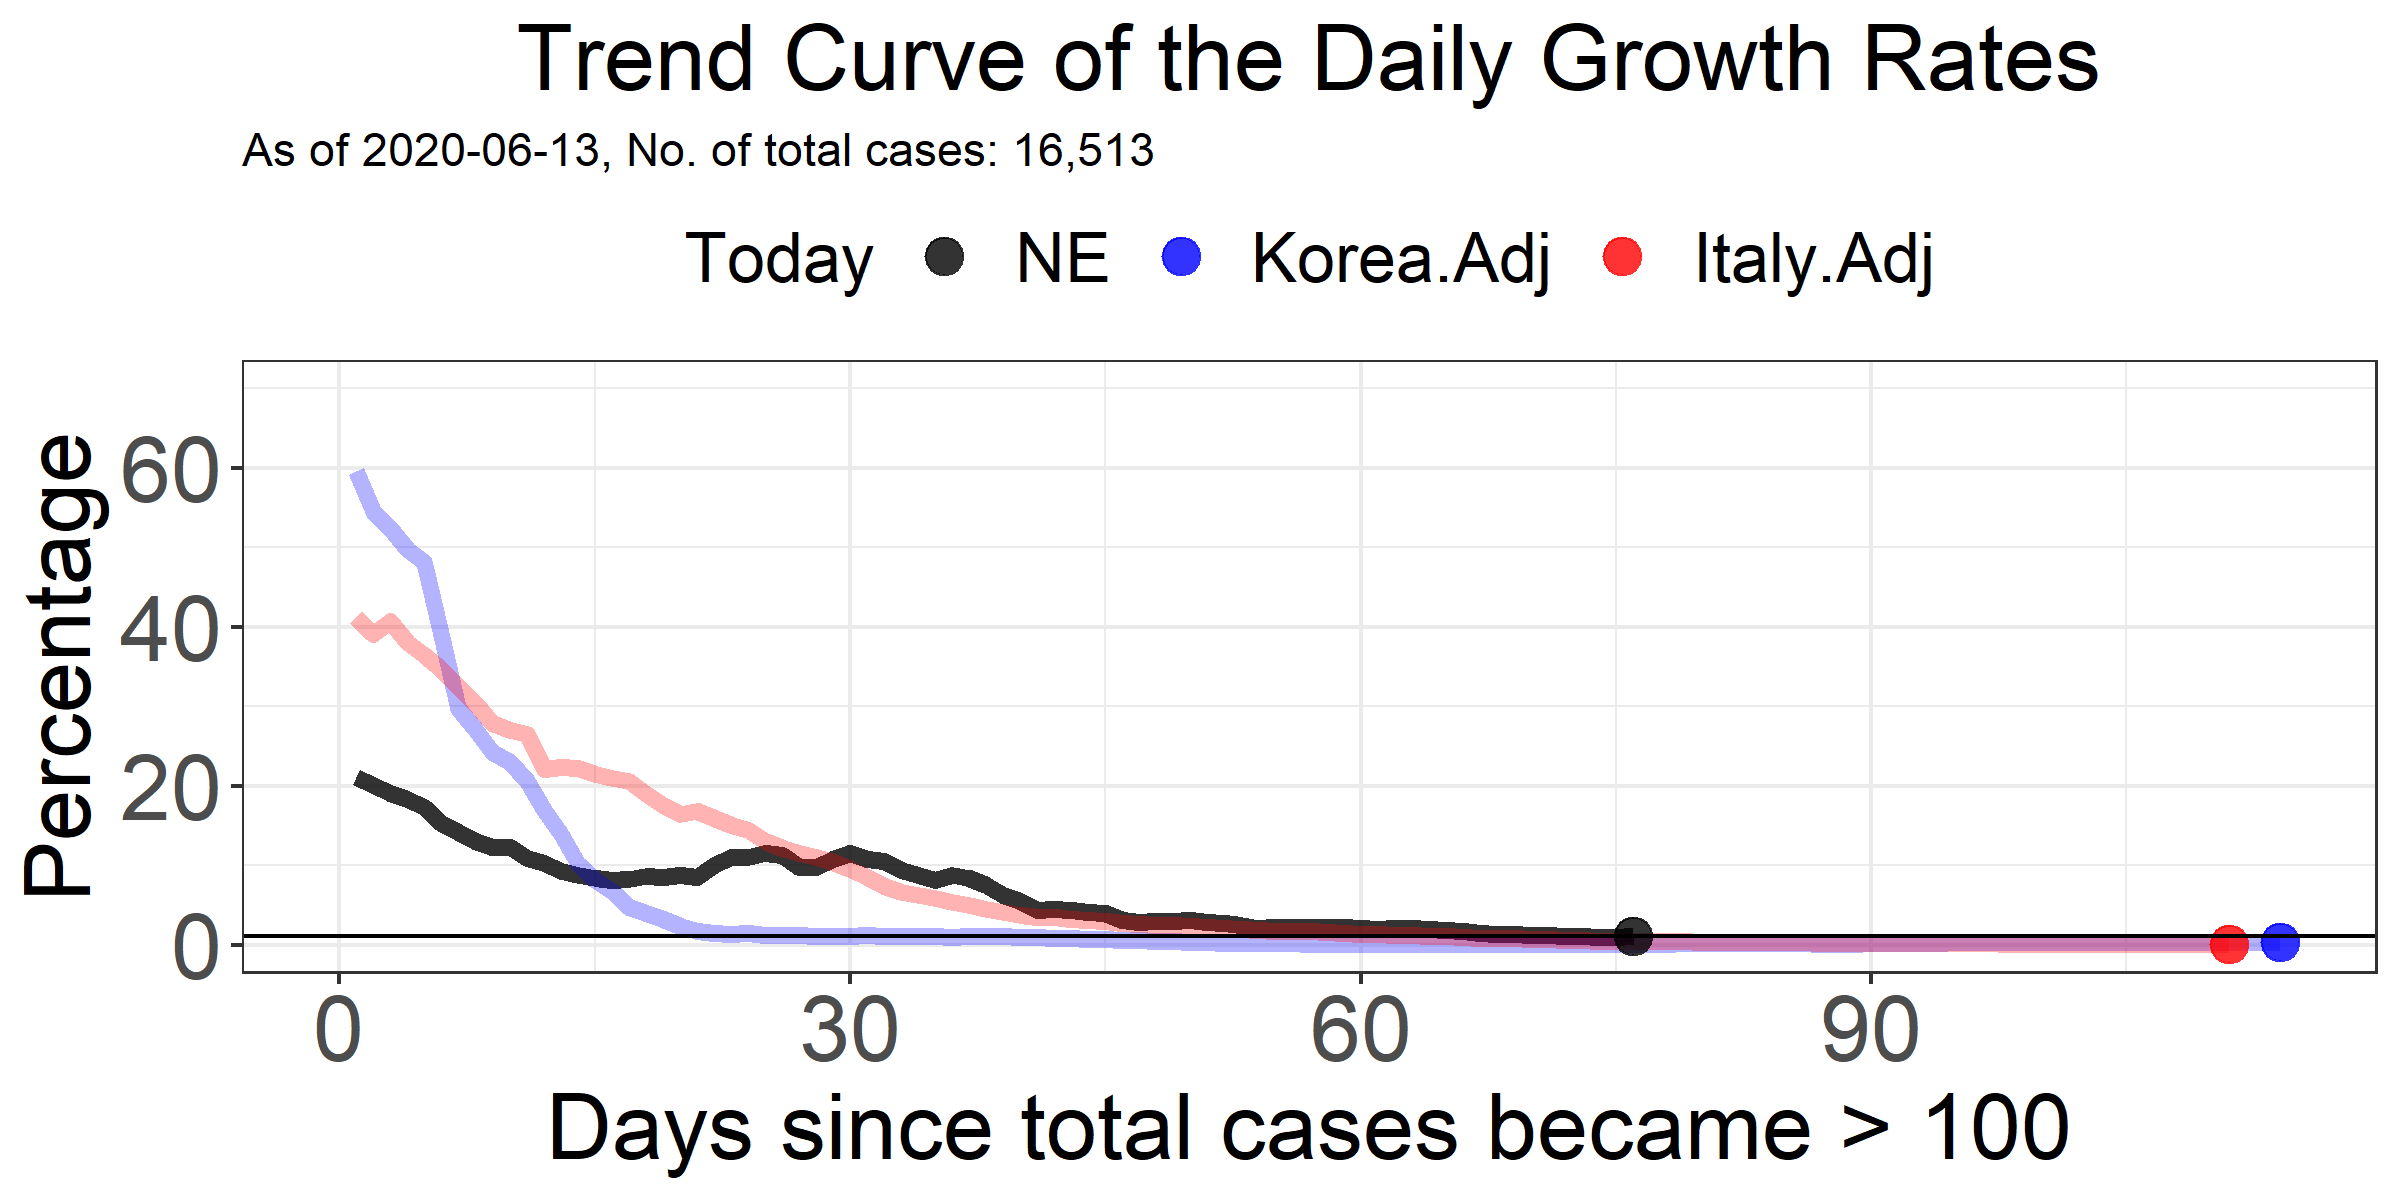 Trend Curve of the Daily Growth Rates
As of 2020-06-13, No. of total cases: 16,513
Today NE Korea.Adj Italy.Adj
Percentage
60
40
20
0
0 30 60 90
Days since total cases became > 100